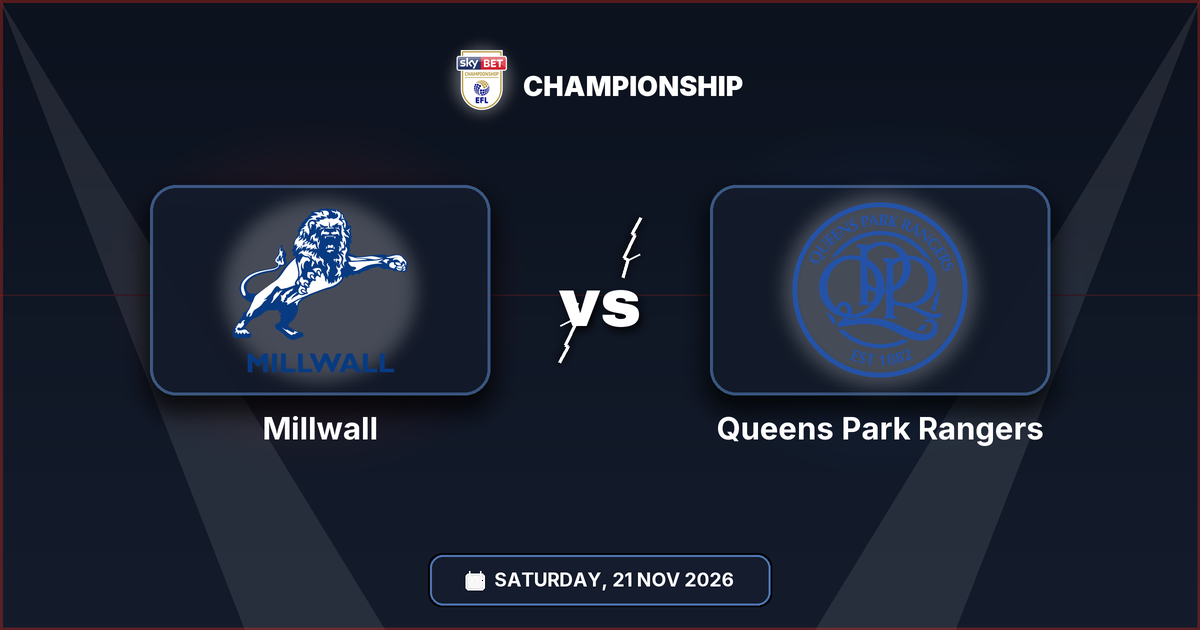 sky BET
CHAMPIONSHIP
EFL
CHAMPIONSHIP
MILLWALL
VS
QUEENS PARK RANGERS
QPR
EST 1882
Millwall
Queens Park Rangers
SATURDAY, 21 NOV 2026